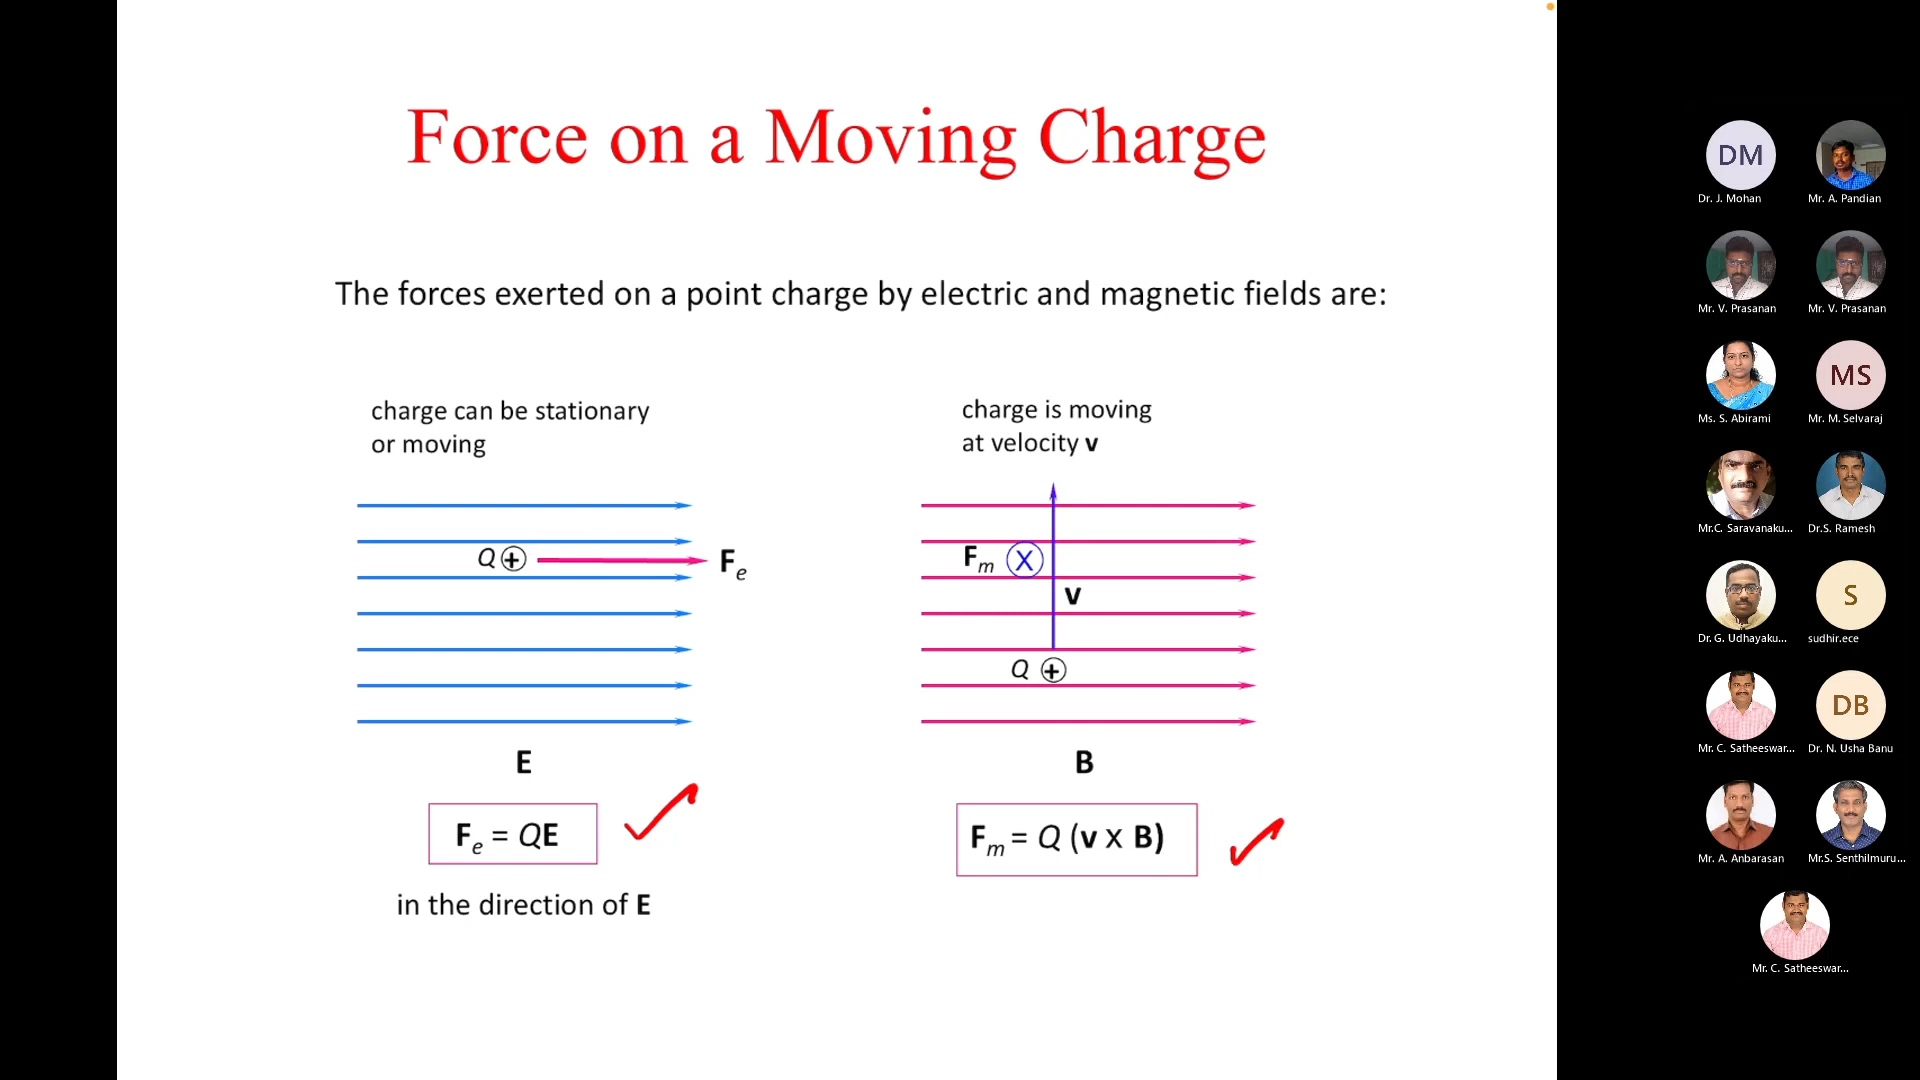 Force on a Moving Charge
The forces exerted on a point charge by electric and magnetic fields are:
charge can be stationary
or moving
Q +
Fe
E
Fe = QE
in the direction of E
charge is moving
at velocity v
Fm X
v
Q +
B
Fm = Q (v x B)
DM
Dr. J. Mohan
Mr. A. Pandian
Mr. V. Prasanan
Mr. V. Prasanan
Ms. S. Abirami
MS
Mr. M. Selvaraj
Mr.C. Saravanaku...
Dr.S. Ramesh
Dr. G. Udhayaku...
S
sudhir.ece
Mr. C. Satheeswar...
DB
Dr. N. Usha Banu
Mr. A. Anbarasan
Mr.S. Senthilmuru...
Mr. C. Satheeswar...